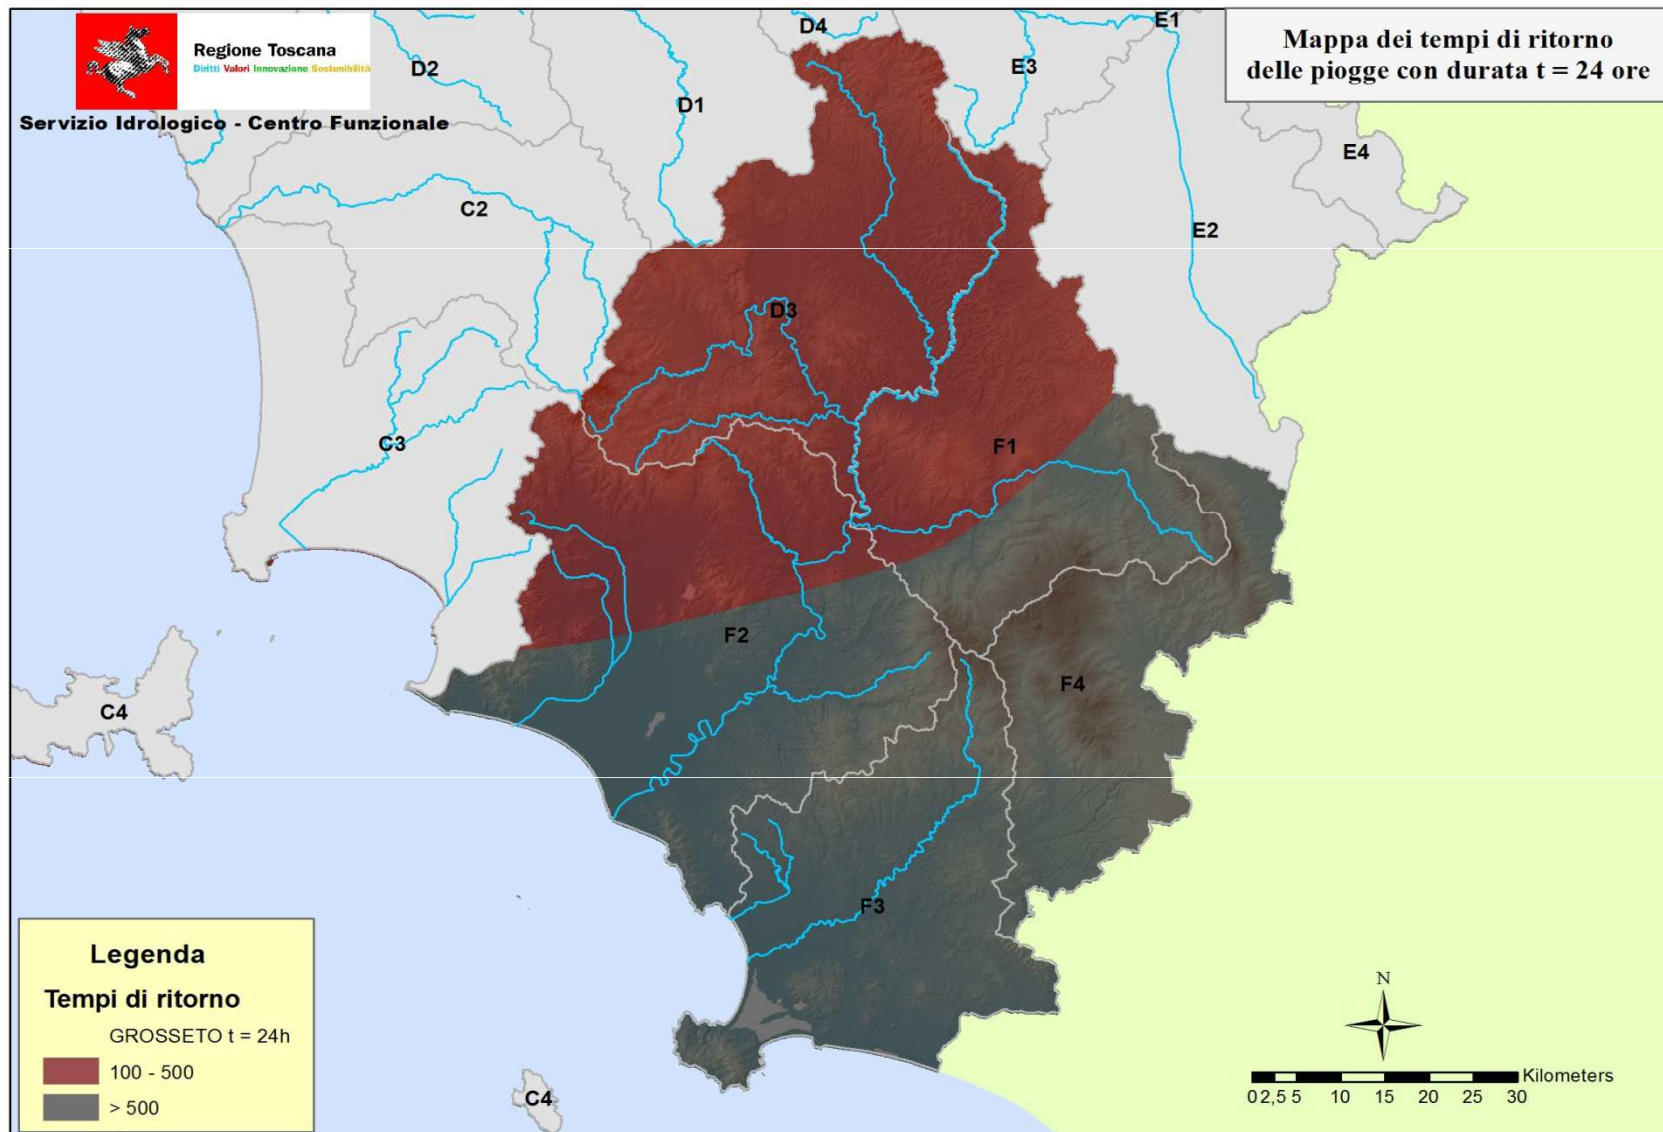 D4
E1
Mappa dei tempi di ritorno
delle piogge con durata t = 24 ore
Regione Toscana
Diritti Valori Innovazione Sostenibilità
D2
E3
D1
Servizio Idrologico - Centro Funzionale
E4
C2
E2
D3
C3
F1
F2
F4
C4
F3
Legenda
Tempi di ritorno
GROSSETO t = 24h
100 - 500
> 500
C4
N
Kilometers
0 2,5 5 10 15 20 25 30